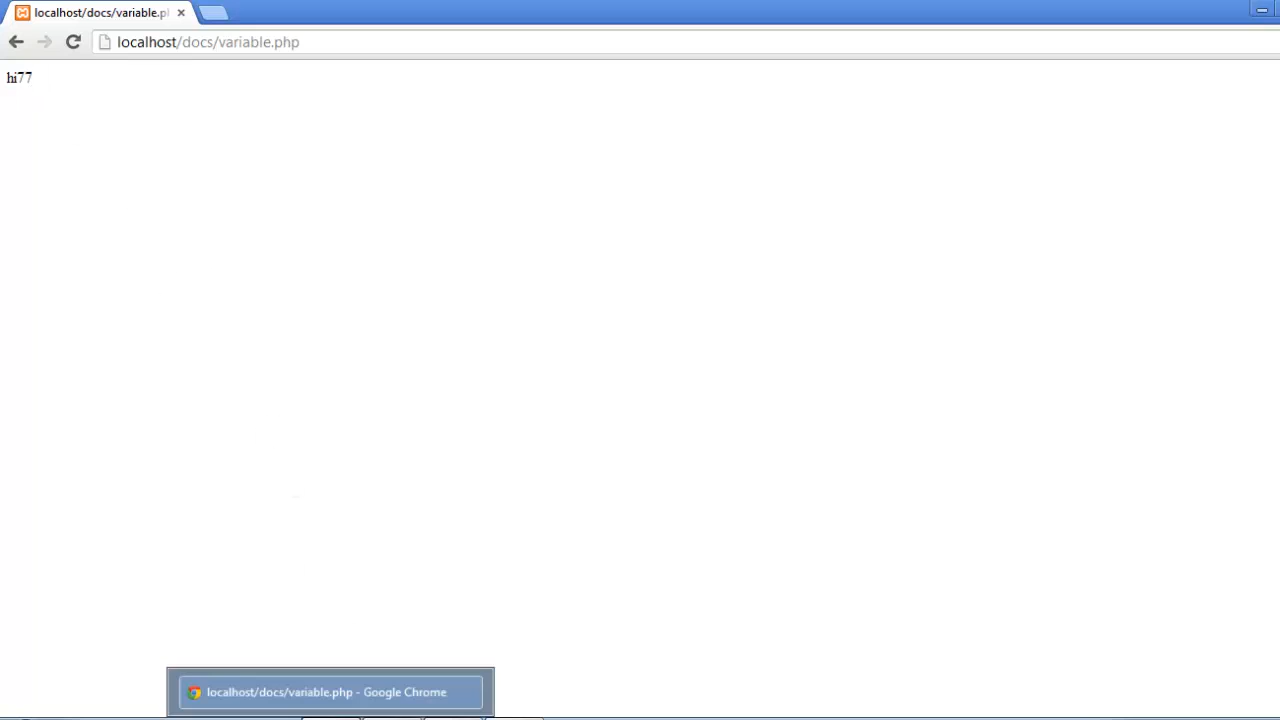 localhost/docs/variable.p
localhost/docs/variable.php
hi77
localhost/docs/variable.php - Google Chrome